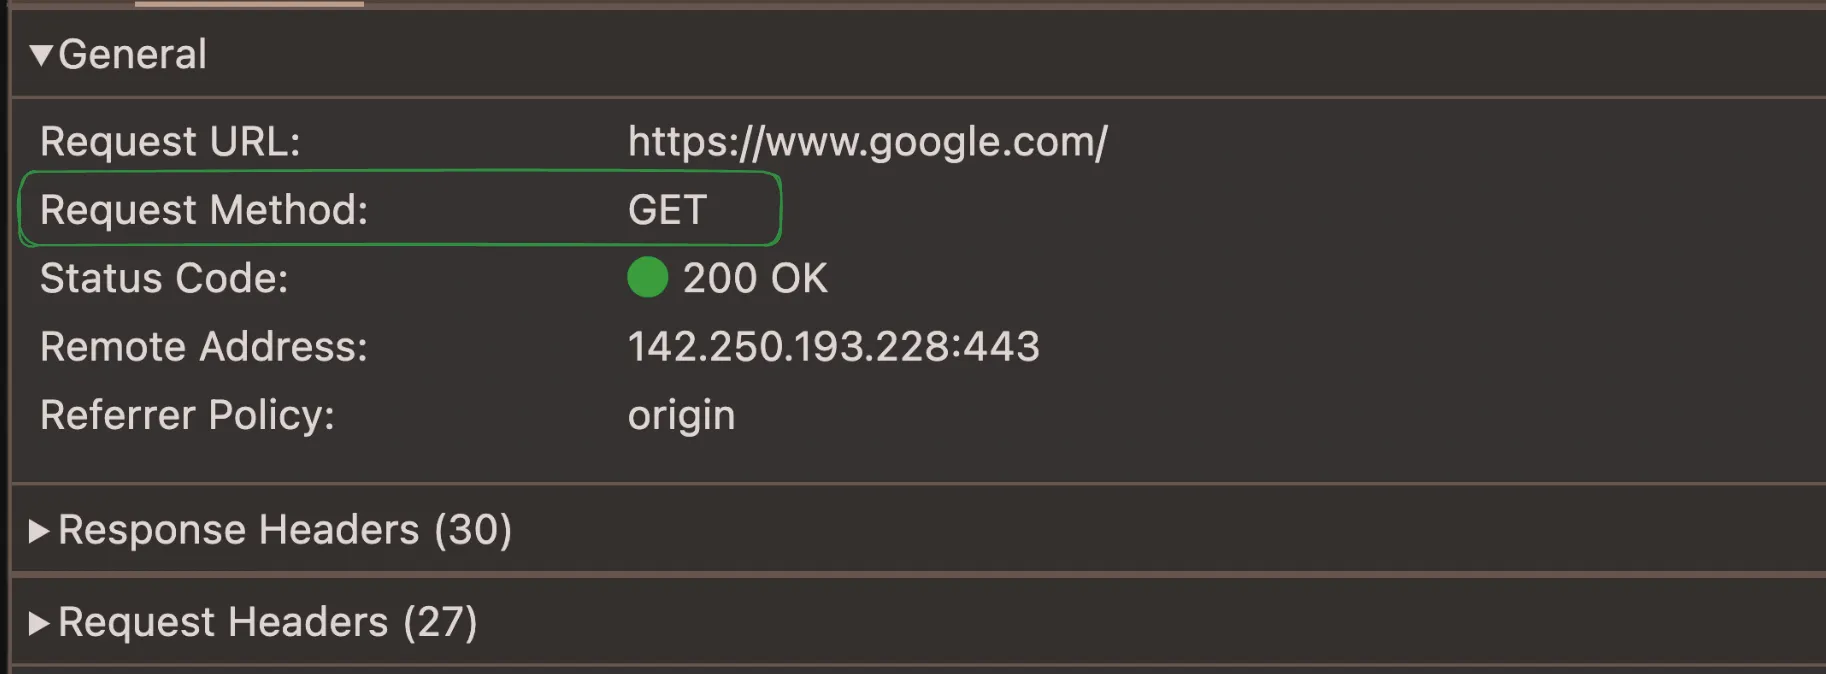 General
Request URL: https://www.google.com/
Request Method: GET
Status Code: 200 OK
Remote Address: 142.250.193.228:443
Referrer Policy: origin
Response Headers (30)
Request Headers (27)